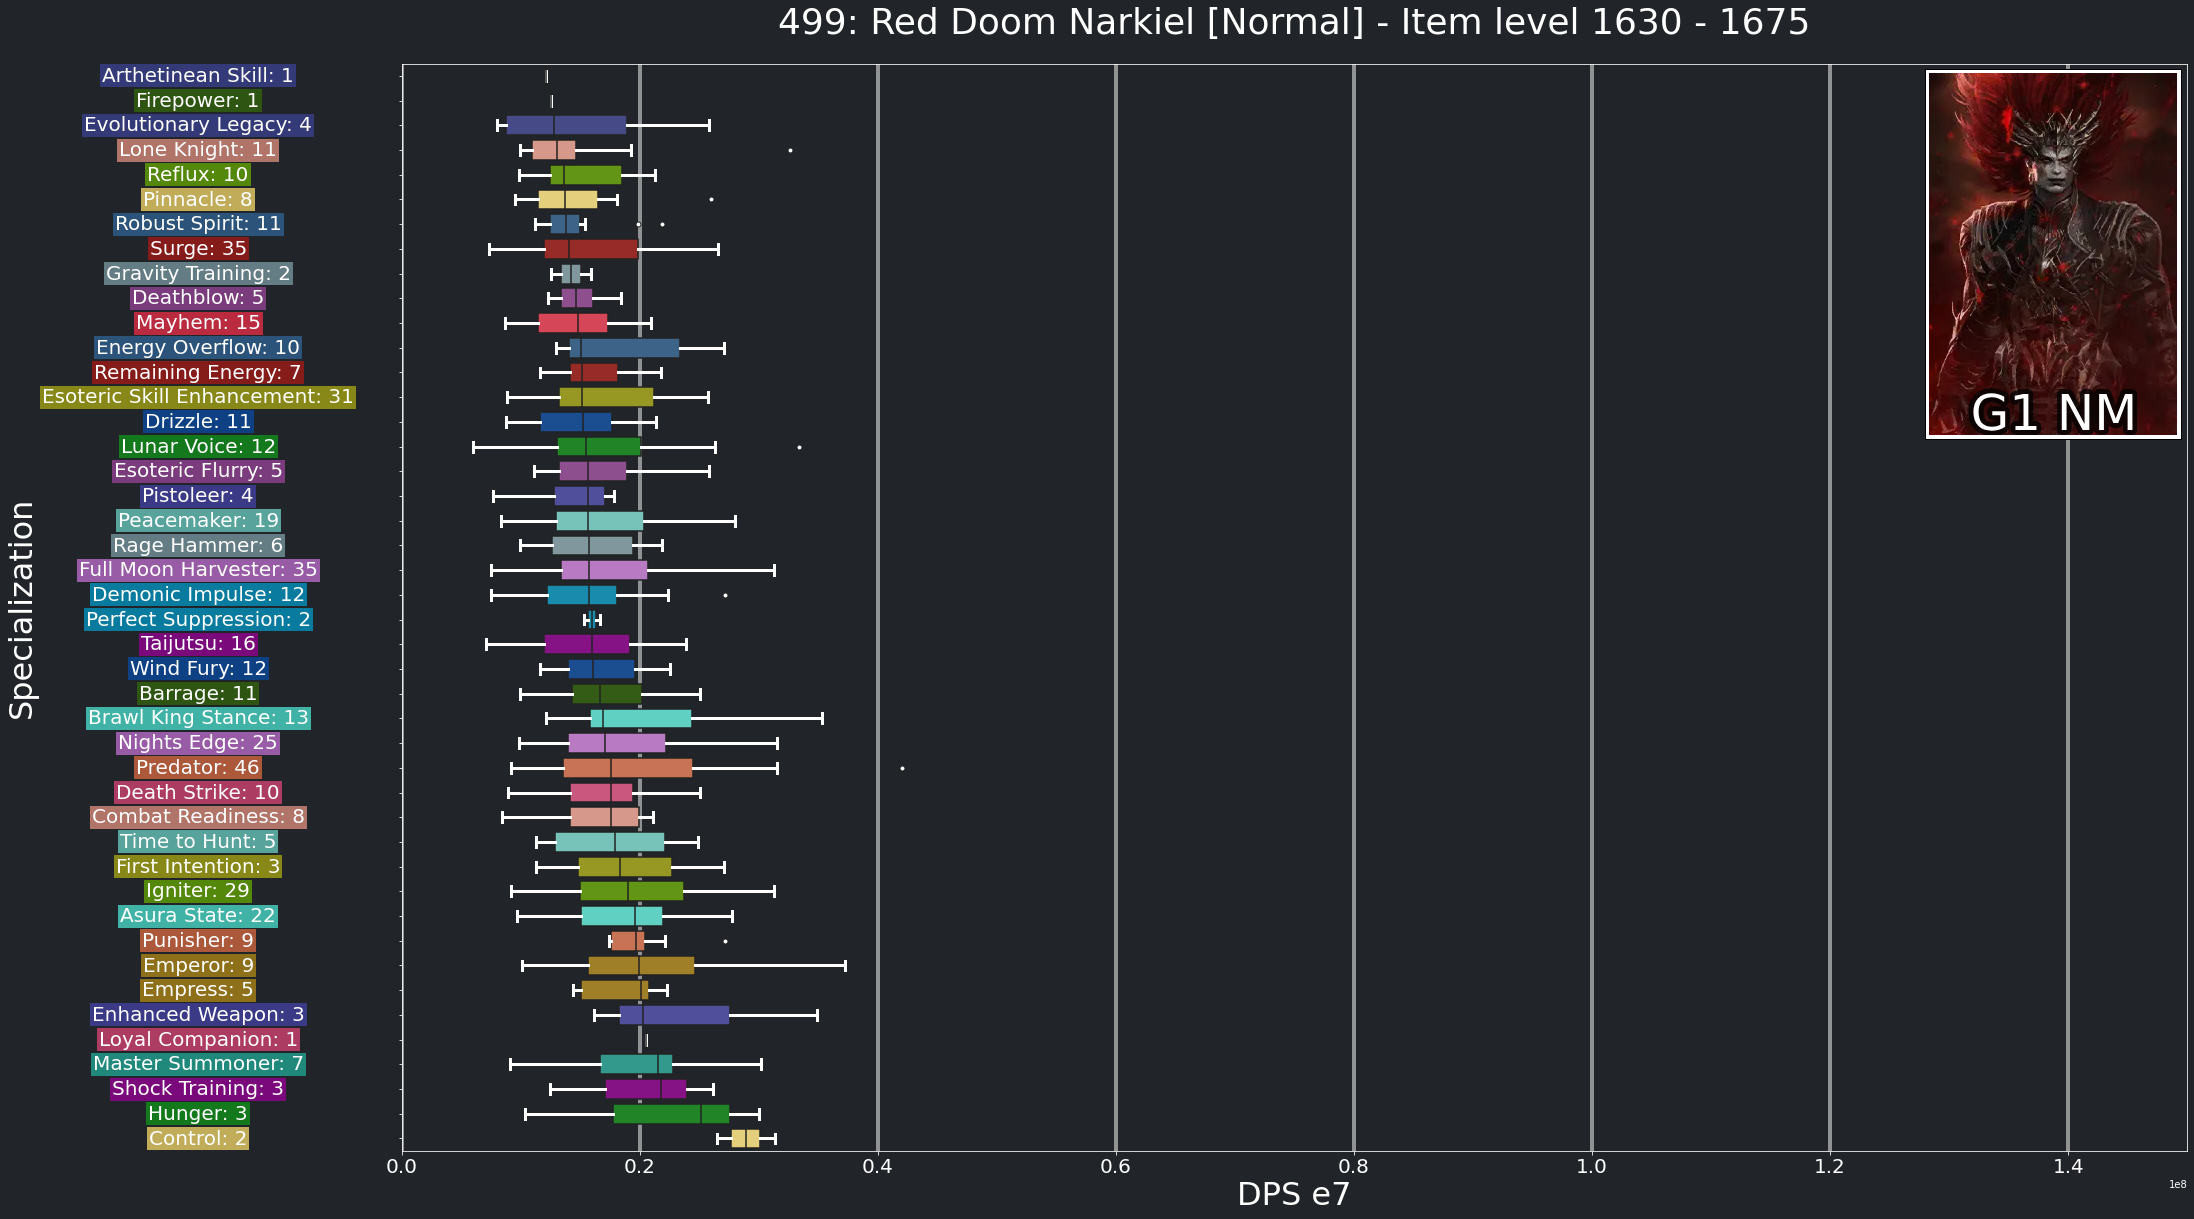 499: Red Doom Narkiel [Normal] - Item level 1630 - 1675
Arthetinean Skill: 1
Firepower: 1
Evolutionary Legacy: 4
Lone Knight: 11
Reflux: 10
Pinnacle: 8
Robust Spirit: 11
Surge: 35
Gravity Training: 2
Deathblow: 5
Mayhem: 15
Energy Overflow: 10
Remaining Energy: 7
Esoteric Skill Enhancement: 31
Drizzle: 11
Lunar Voice: 12
Esoteric Flurry: 5
Pistoleer: 4
Peacemaker: 19
Rage Hammer: 6
Full Moon Harvester: 35
Demonic Impulse: 12
Perfect Suppression: 2
Taijutsu: 16
Wind Fury: 12
Barrage: 11
Brawl King Stance: 13
Nights Edge: 25
Predator: 46
Death Strike: 10
Combat Readiness: 8
Time to Hunt: 5
First Intention: 3
Igniter: 29
Asura State: 22
Punisher: 9
Emperor: 9
Empress: 5
Enhanced Weapon: 3
Loyal Companion: 1
Master Summoner: 7
Shock Training: 3
Hunger: 3
Control: 2
Specialization
G1 NM
0.0 0.2 0.4 0.6 0.8 1.0 1.2 1.4
DPS e7
1e8